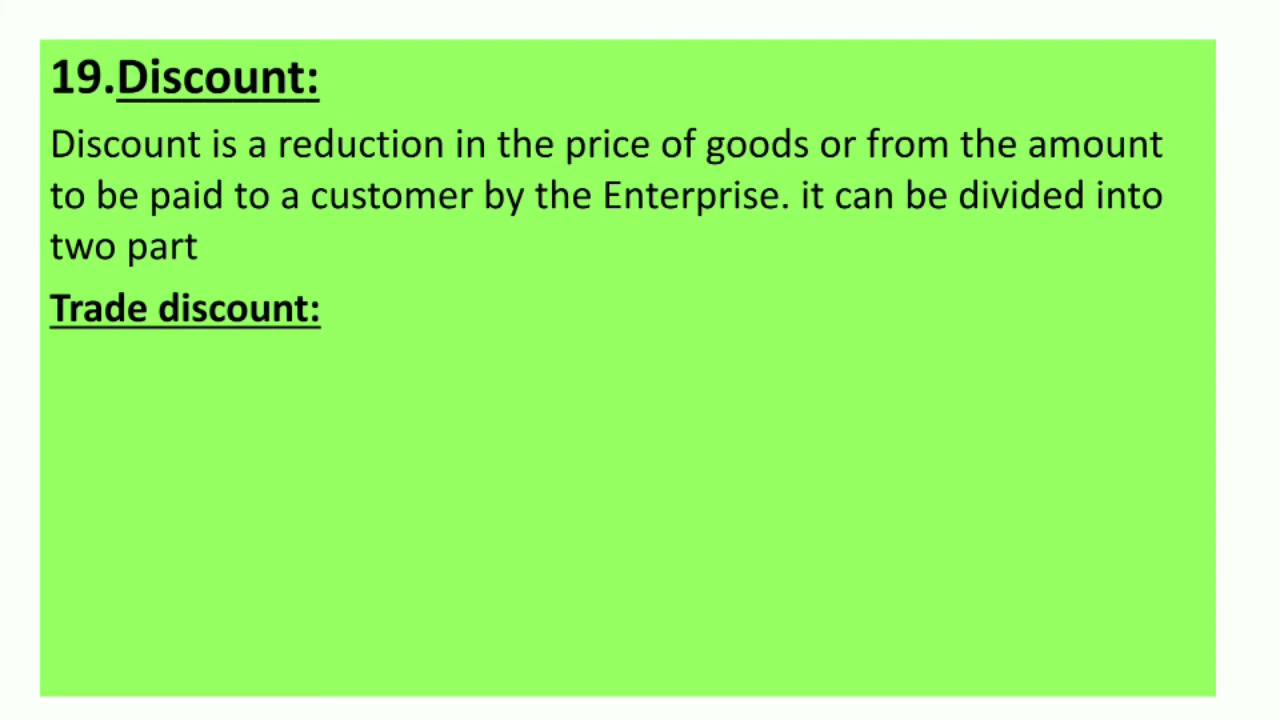 19.Discount:
Discount is a reduction in the price of goods or from the amount
to be paid to a customer by the Enterprise. it can be divided into
two part
Trade discount: